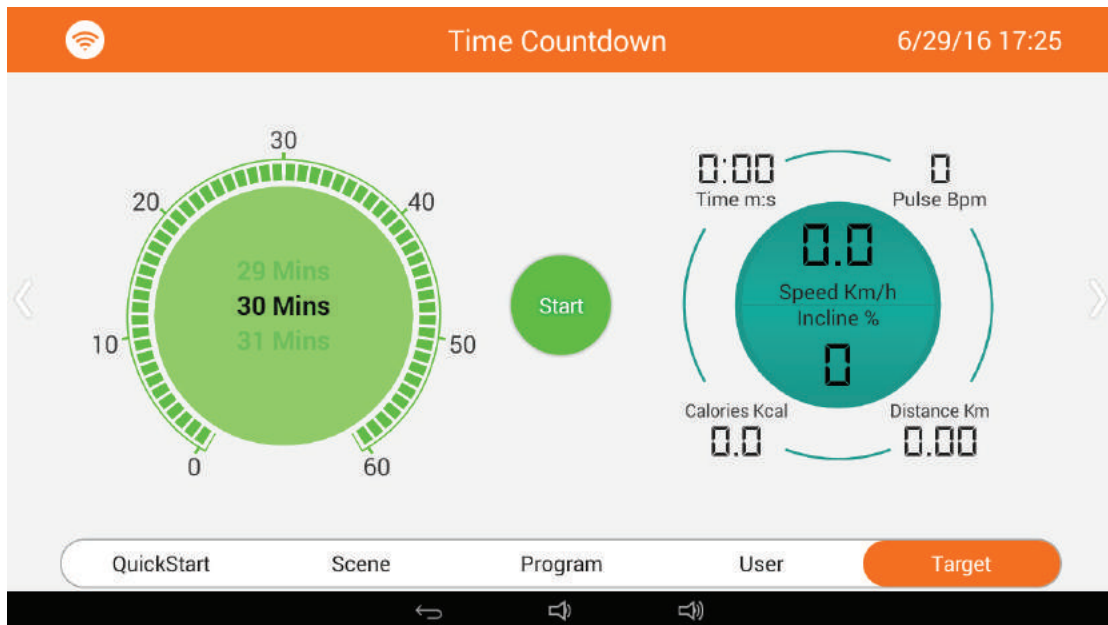 Time Countdown
6/29/16 17:25
30
20
40
10
50
0
60
29 Mins
30 Mins
31 Mins
Start
0:00
Time m:s
0
Pulse Bpm
0.0
Speed Km/h
Incline %
0
Calories Kcal
0.0
Distance Km
0.00
QuickStart
Scene
Program
User
Target